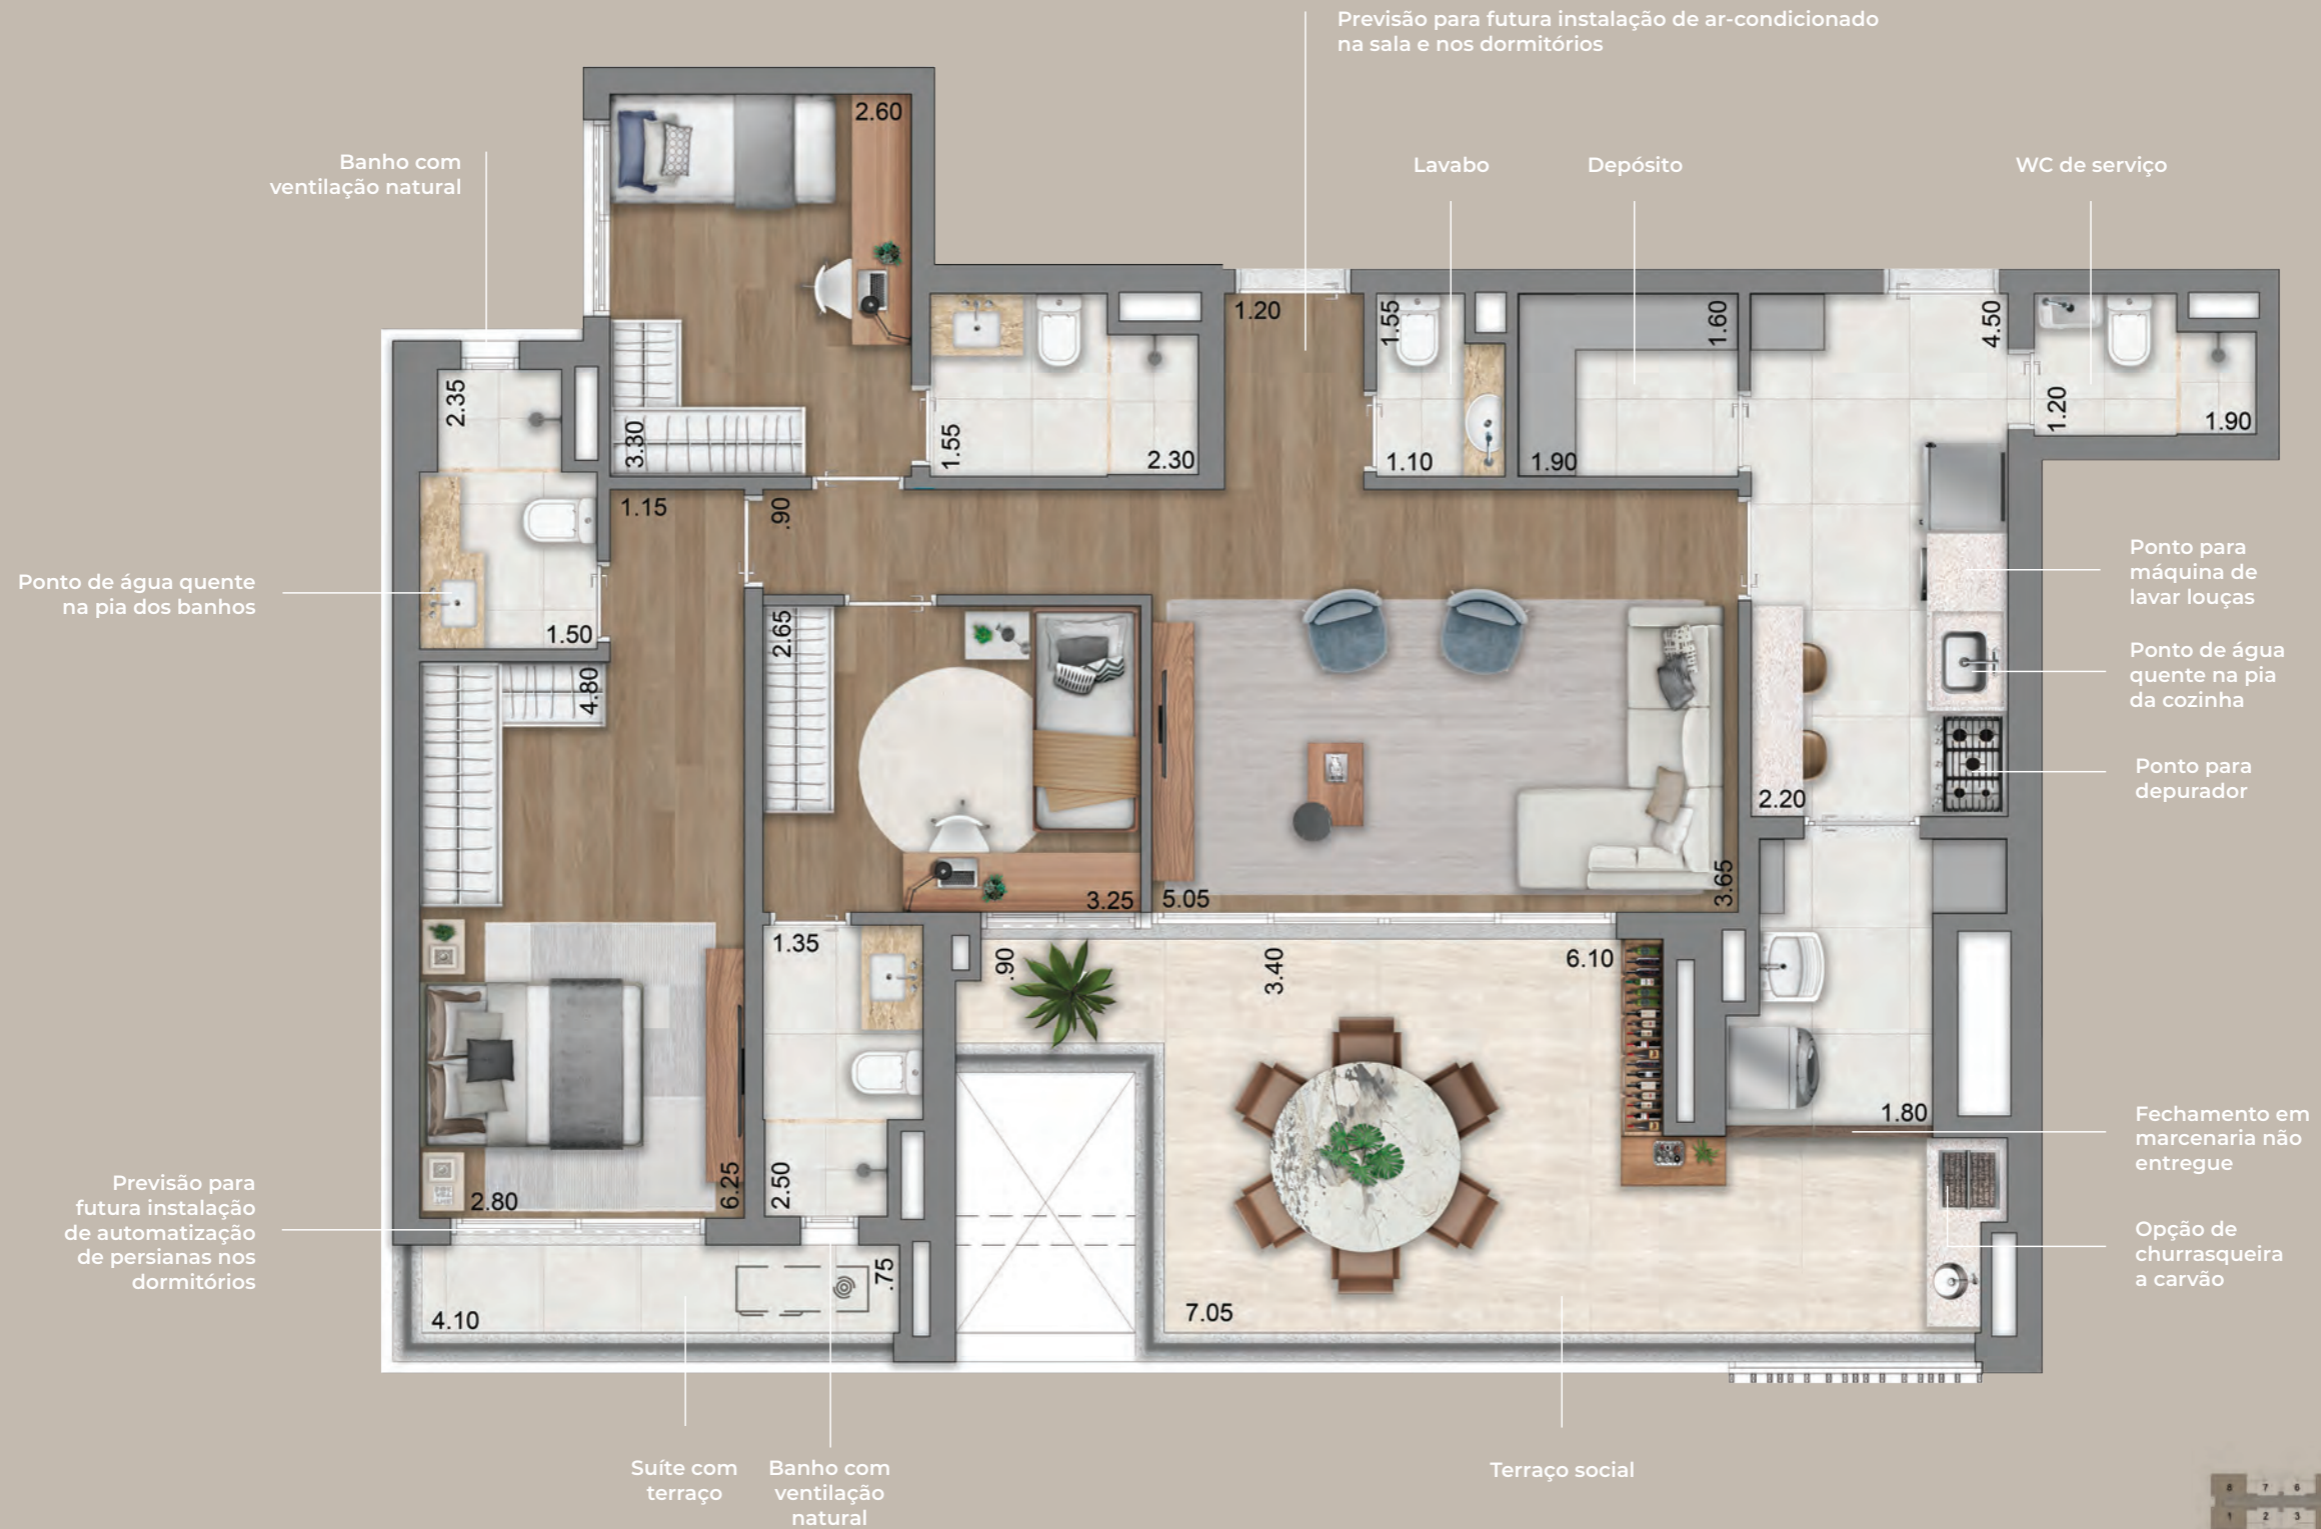 Previsão para futura instalação de ar-condicionado
na sala e nos dormitórios
Banho com
ventilação natural
Lavabo
Depósito
WC de serviço
2.60
1.20
1.55
1.60
4.50
2.35
3.30
1.55
2.30
1.10
1.90
1.20
1.90
1.15
.90
Ponto de água quente
na pia dos banhos
1.50
2.65
4.80
Ponto para
máquina de
lavar louças
Ponto de água
quente na pia
da cozinha
Ponto para
depurador
2.20
3.25
5.05
3.65
1.35
.90
3.40
6.10
1.80
Fechamento em
marcenaria não
entregue
Opção de
churrasqueira
a carvão
Previsão para
futura instalação
de automatização
de persianas nos
dormitórios
2.80
6.25
2.50
.75
4.10
7.05
Suíte com
terraço
Banho com
ventilação
natural
Terraço social
8 7 6
1 2 3